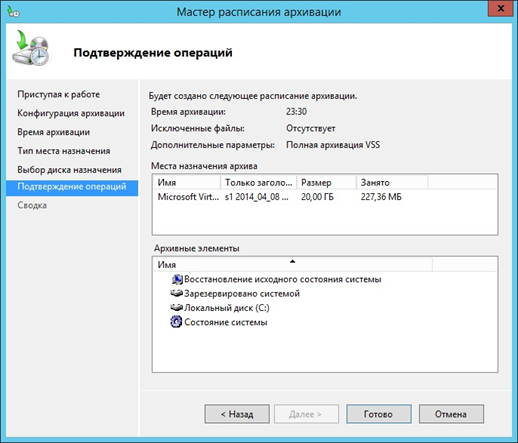 Мастер расписания архивации
Подтверждение операций
Приступая к работе
Конфигурация архивации
Время архивации
Тип места назначения
Выбор диска назначения
Подтверждение операций
Сводка
Будет создано следующее расписание архивации.
Время архивации: 23:30
Исключенные файлы: Отсутствует
Дополнительные параметры: Полная архивация VSS
Места назначения архива
Имя Только заголо... Размер Занято
Microsoft Virt... s1 2014_04_08 ... 20,00 ГБ 227,36 МБ
Архивные элементы
Имя
Восстановление исходного состояния системы
Зарезервировано системой
Локальный диск (C:)
Состояние системы
< Назад Далее > Готово Отмена